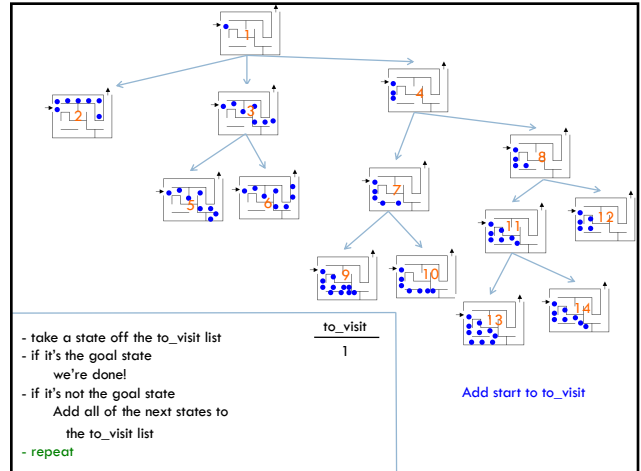 1
2
3
4
5
6
7
8
9
10
11
12
13
14
- take a state off the to_visit list
- if it's the goal state
we're done!
- if it's not the goal state
Add all of the next states to
the to_visit list
- repeat
to_visit
1
Add start to to_visit